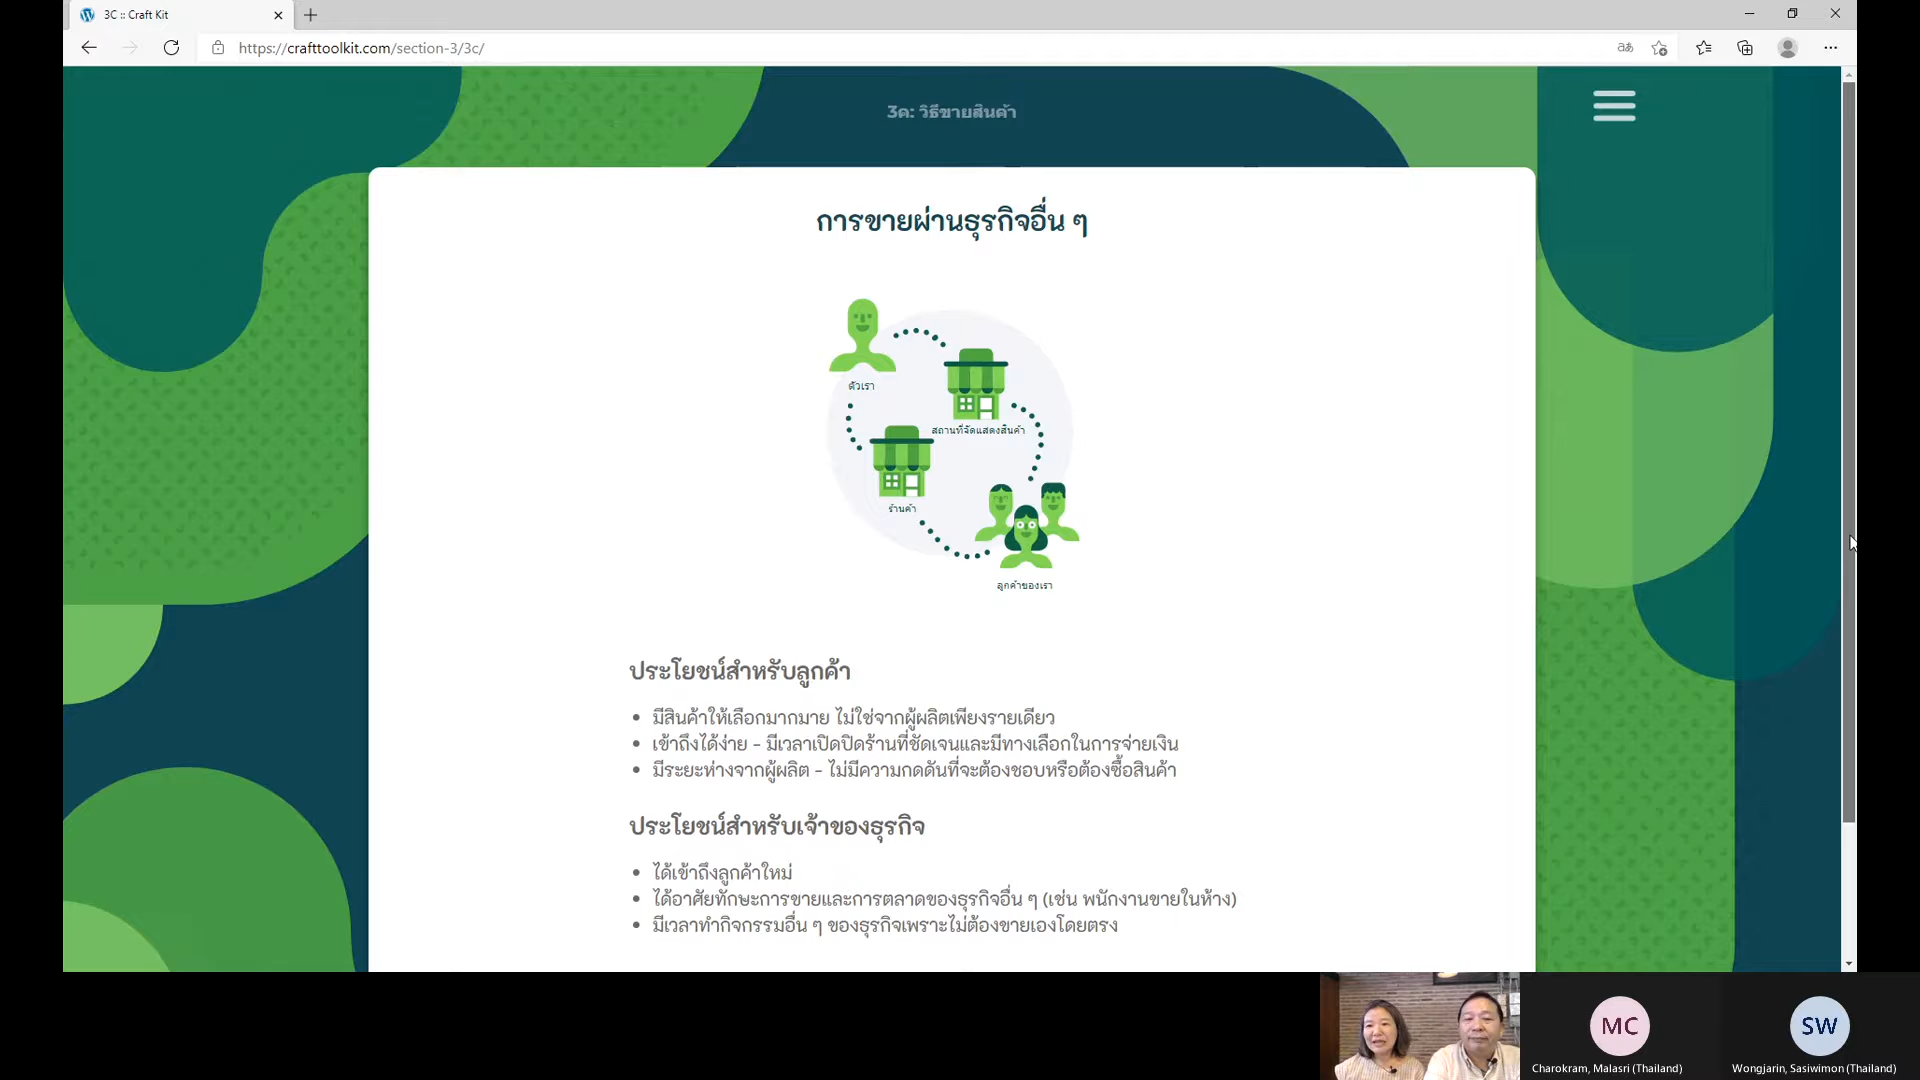 3C :: Craft Kit
https://crafttoolkit.com/section-3/3c/
3ค: วิธีขายสินค้า
การขายผ่านธุรกิจอื่น ๆ
ตัวเรา
สถานที่จัดแสดงสินค้า
ร้านค้า
ลูกค้าของเรา
ประโยชน์สำหรับลูกค้า
• มีสินค้าให้เลือกมากมาย ไม่ใช่จากผู้ผลิตเพียงรายเดียว
• เข้าถึงได้ง่าย – มีเวลาเปิดปิดร้านที่ชัดเจนและมีทางเลือกในการจ่ายเงิน
• มีระยะห่างจากผู้ผลิต – ไม่มีความกดดันที่จะต้องชอบหรือต้องซื้อสินค้า
ประโยชน์สำหรับเจ้าของธุรกิจ
• ได้เข้าถึงลูกค้าใหม่
• ได้อาศัยทักษะการขายและการตลาดของธุรกิจอื่น ๆ (เช่น พนักงานขายในห้าง)
• มีเวลาทำกิจกรรมอื่น ๆ ของธุรกิจเพราะไม่ต้องขายเองโดยตรง
MC
SW
Charokram, Malasri (Thailand)
Wongjarin, Sasiwimon (Thailand)